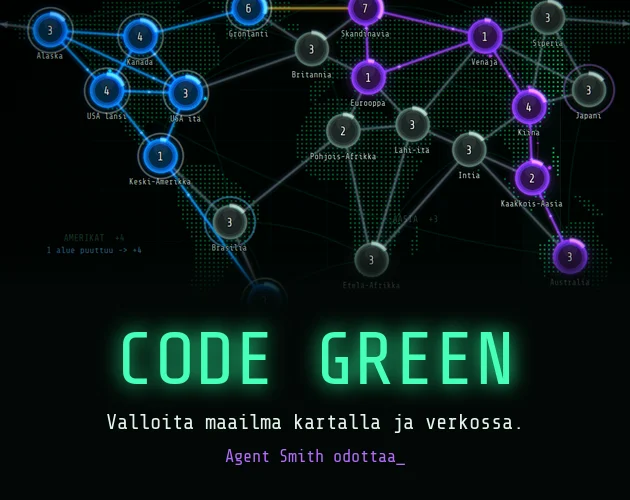 6
7
3
3
4
1
Grönlanti
Skandinavia
Siperia
Alaska
Kanada
3
Venäjä
Britannia
4
3
1
3
USA länsi
USA itä
Eurooppa
4
Japani
2
3
Kiina
Pohjois-Afrikka
Lähi-itä
1
3
Keski-Amerikka
Intia
2
Kaakkois-Aasia
3
Brasilia
AMERIKAT +4
1 alue puuttuu -> +4
+3
3
3
Etelä-Afrikka
Australia
CODE GREEN
Valloita maailma kartalla ja verkossa.
Agent Smith odottaa_